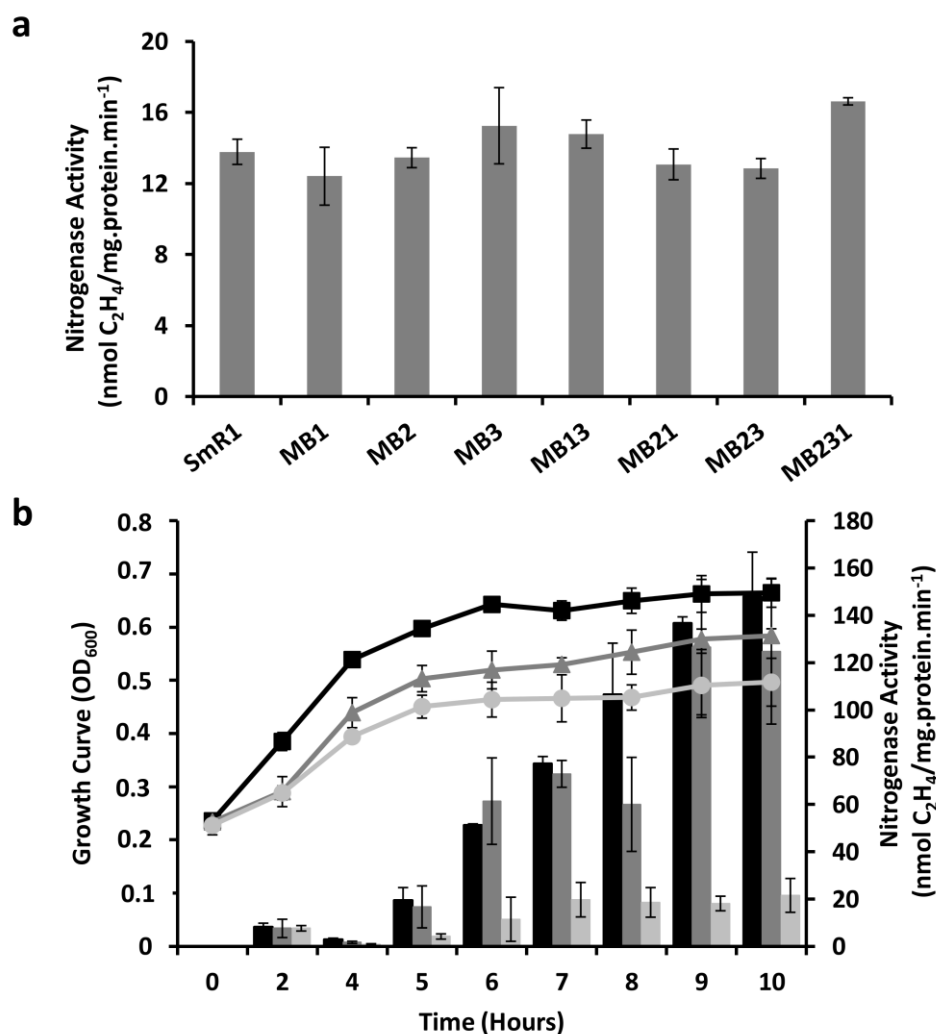 a
Nitrogenase Activity
(nmol C₂H₄/mg.protein.min⁻¹)
20
16
12
8
4
0
SmR1
MB1
MB2
MB3
MB13
MB21
MB23
MB231
b
Growth Curve (OD₆₀₀)
0.8
0.7
0.6
0.5
0.4
0.3
0.2
0.1
0
180
160
140
120
100
80
60
40
20
0
Nitrogenase Activity
(nmol C₂H₄/mg.protein.min⁻¹)
0 2 4 5 6 7 8 9 10
Time (Hours)